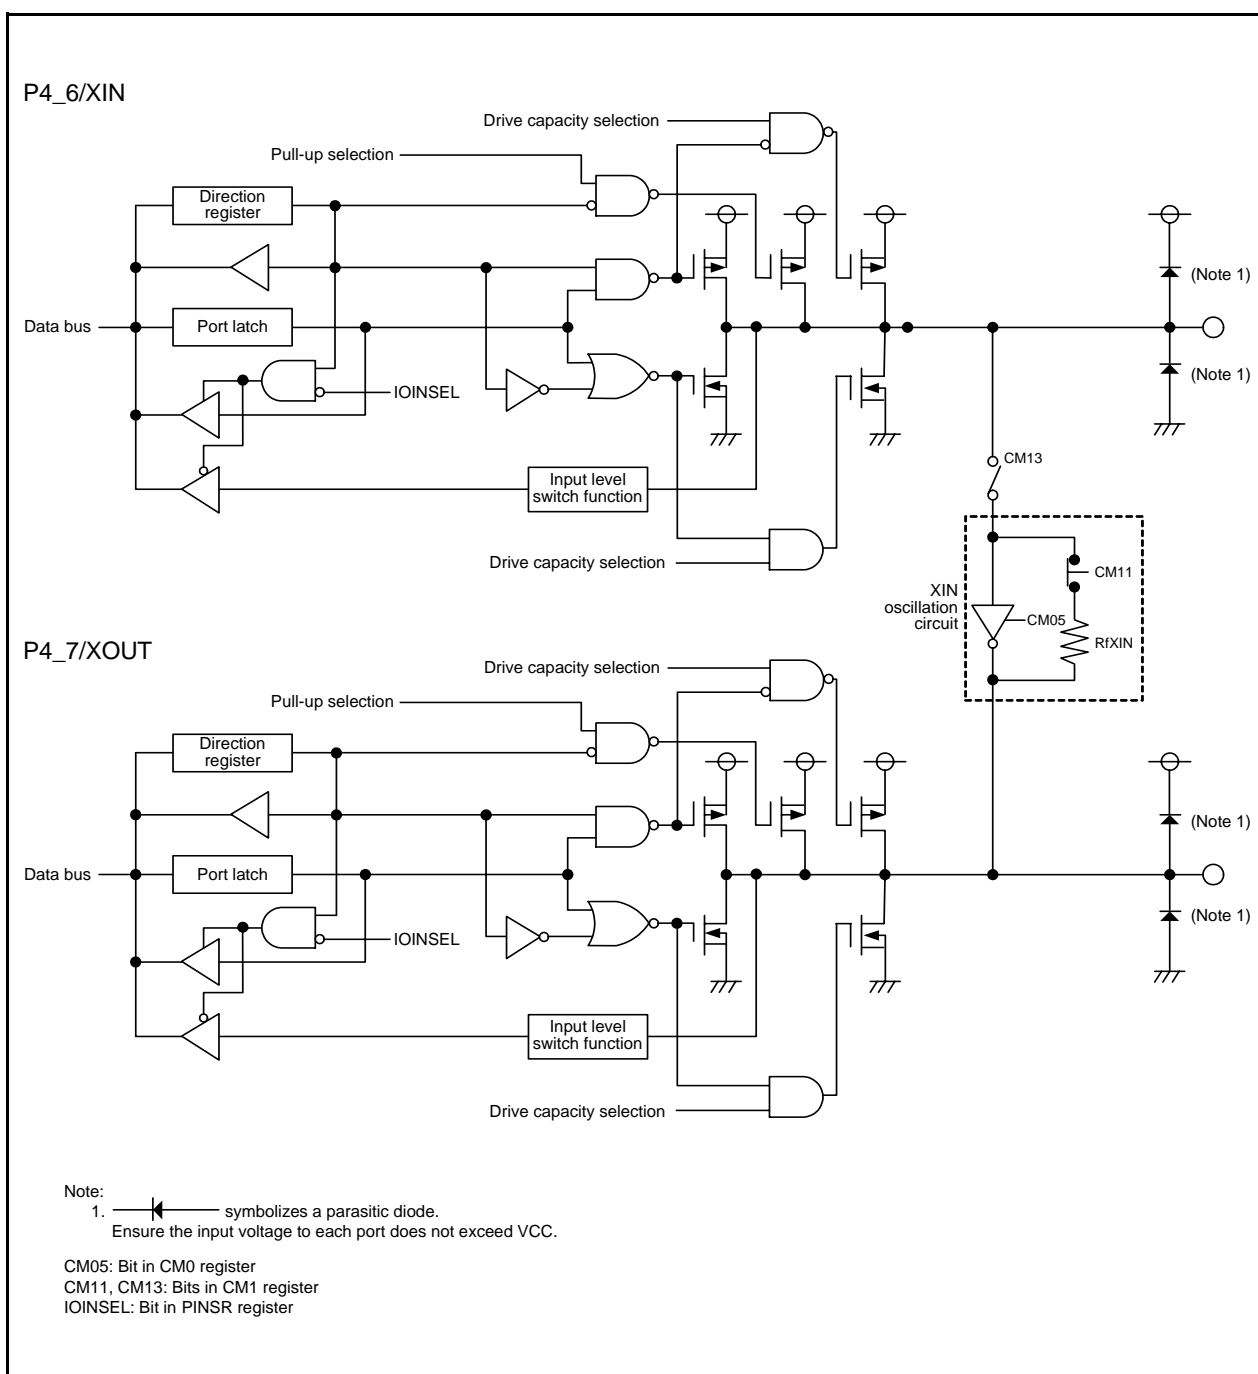 P4_6/XIN
Drive capacity selection
Pull-up selection
Direction
register
(Note 1)
Data bus
Port latch
(Note 1)
IOINSEL
CM13
Input level
switch function
Drive capacity selection
XIN
oscillation
circuit
CM11
CM05
RfXIN
P4_7/XOUT
Drive capacity selection
Pull-up selection
Direction
register
(Note 1)
Data bus
Port latch
(Note 1)
IOINSEL
Input level
switch function
Drive capacity selection
Note:
1. symbolizes a parasitic diode.
Ensure the input voltage to each port does not exceed VCC.
CM05: Bit in CM0 register
CM11, CM13: Bits in CM1 register
IOINSEL: Bit in PINSR register